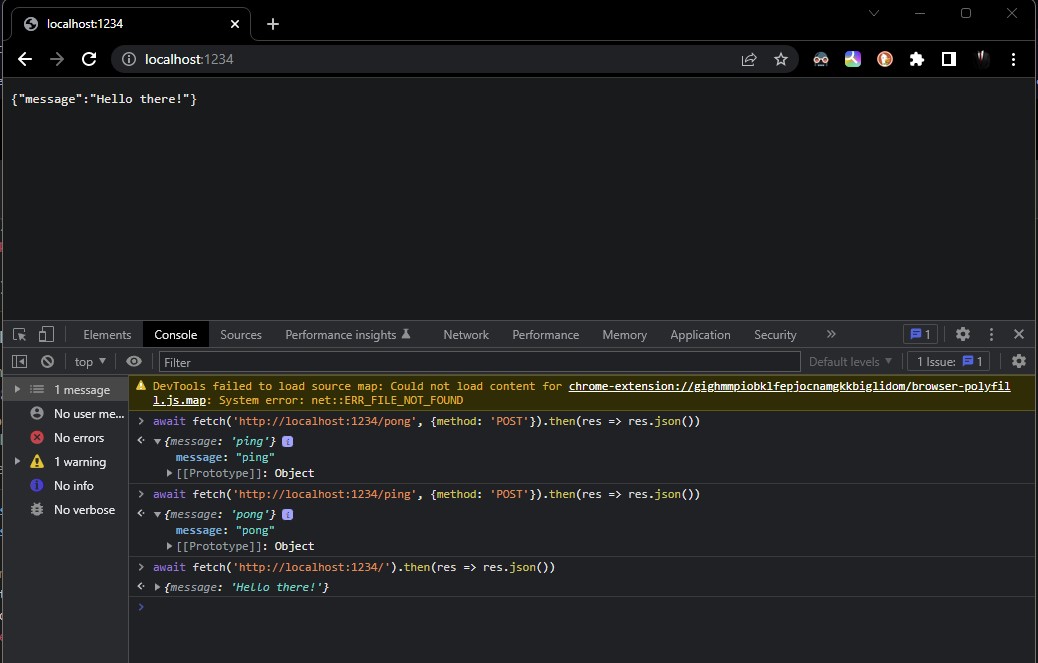 localhost:1234
localhost:1234
{"message":"Hello there!"}
Elements Console Sources Performance insights Network Performance Memory Application Security » 1
top Filter Default levels 1 Issue: 1
1 message
No user me...
No errors
1 warning
No info
No verbose
DevTools failed to load source map: Could not load content for chrome-extension://gighmmpiobklfepjocnamgkkbiglidom/browser-polyfil
l.js.map: System error: net::ERR_FILE_NOT_FOUND
> await fetch('http://localhost:1234/pong', {method: 'POST'}).then(res => res.json())
{message: 'ping'} i
message: "ping"
[[Prototype]]: Object
> await fetch('http://localhost:1234/ping', {method: 'POST'}).then(res => res.json())
{message: 'pong'} i
message: "pong"
[[Prototype]]: Object
> await fetch('http://localhost:1234/').then(res => res.json())
{message: 'Hello there!'}
>